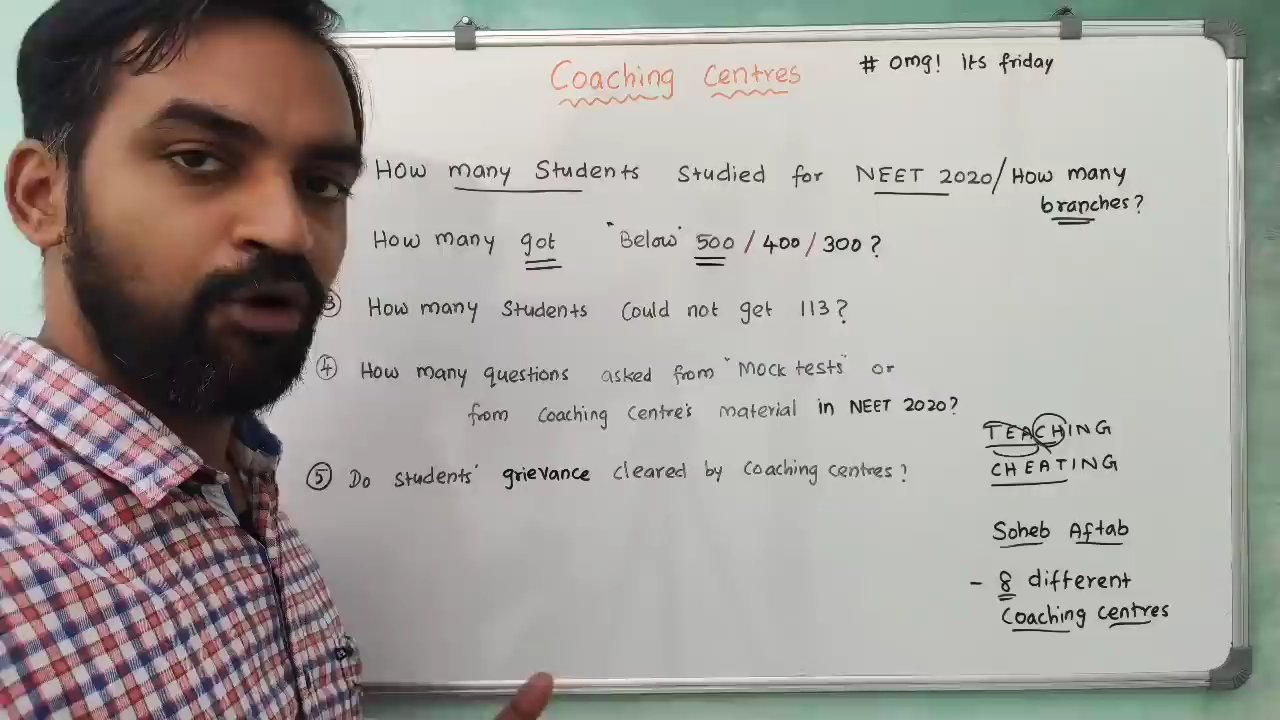 Coaching Centres
# omg! Its friday
How many Students Studied for NEET 2020/How many
branches?
How many got "Below" 500 / 400 / 300 ?
③ How many Students Could not get 113 ?
④ How many questions asked from "Mock tests" or
from Coaching Centre's material in NEET 2020?
⑤ Do students' grievance cleared by Coaching centres ?
TEACHING
CHEATING
Soheb Aftab
- 8 different
Coaching centres